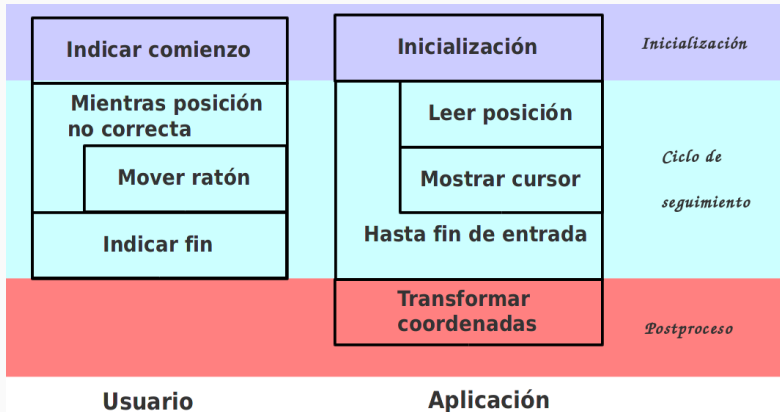 Indicar comienzo
Mientras posición
no correcta
Mover ratón
Indicar fin
Usuario
Inicialización
Leer posición
Mostrar cursor
Hasta fin de entrada
Transformar
coordenadas
Aplicación
Inicialización
Ciclo de
seguimiento
Postproceso